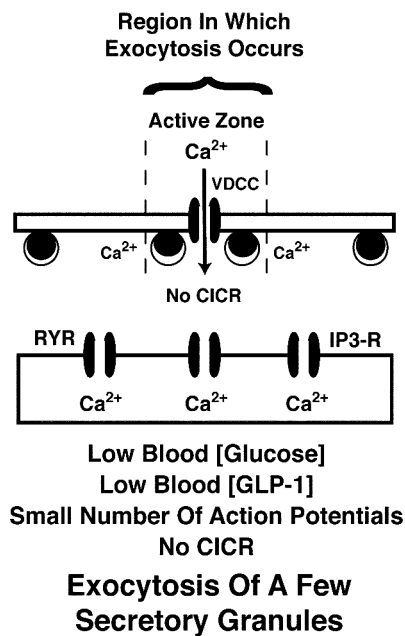 Region In Which
Exocytosis Occurs
Active Zone
Ca²⁺
VDCC
Ca²⁺ Ca²⁺
No CICR
RYR IP3-R
Ca²⁺ Ca²⁺ Ca²⁺
Low Blood [Glucose]
Low Blood [GLP-1]
Small Number Of Action Potentials
No CICR
Exocytosis Of A Few
Secretory Granules